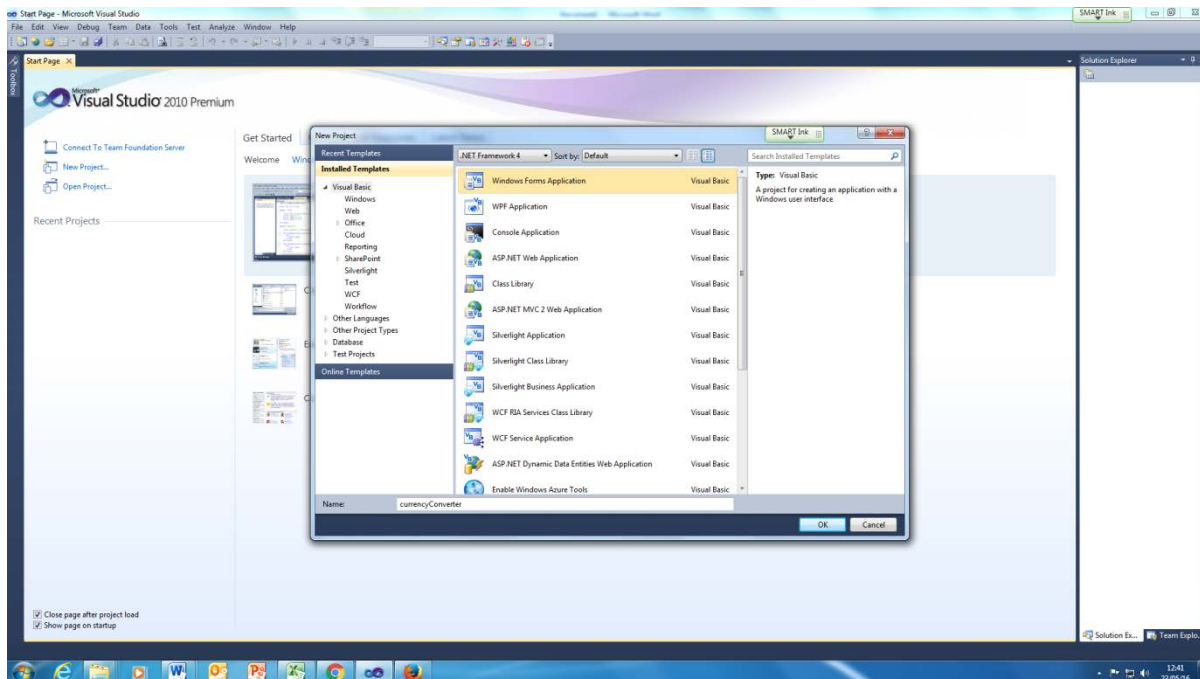 Start Page - Microsoft Visual Studio
SMART Ink
File Edit View Debug Team Data Tools Test Analyze Window Help
Start Page
Solution Explorer
Toolbox
Microsoft
Visual Studio 2010 Premium
Connect To Team Foundation Server
New Project...
Open Project...
Recent Projects
Get Started
Welcome
New Project
SMART Ink
Recent Templates
.NET Framework 4 Sort by: Default
Search Installed Templates
Installed Templates
Visual Basic
Windows
Web
Office
Cloud
Reporting
SharePoint
Silverlight
Test
WCF
Workflow
Other Languages
Other Project Types
Database
Test Projects
Online Templates
Windows Forms Application Visual Basic
WPF Application Visual Basic
Console Application Visual Basic
ASP.NET Web Application Visual Basic
Class Library Visual Basic
ASP.NET MVC 2 Web Application Visual Basic
Silverlight Application Visual Basic
Silverlight Class Library Visual Basic
Silverlight Business Application Visual Basic
WCF RIA Services Class Library Visual Basic
WCF Service Application Visual Basic
ASP.NET Dynamic Data Entities Web Application Visual Basic
Enable Windows Azure Tools Visual Basic
Type: Visual Basic
A project for creating an application with a
Windows user interface
Name: currencyConverter
OK Cancel
Close page after project load
Show page on startup
Solution Ex... Team Explo..
12:41
23/05/16